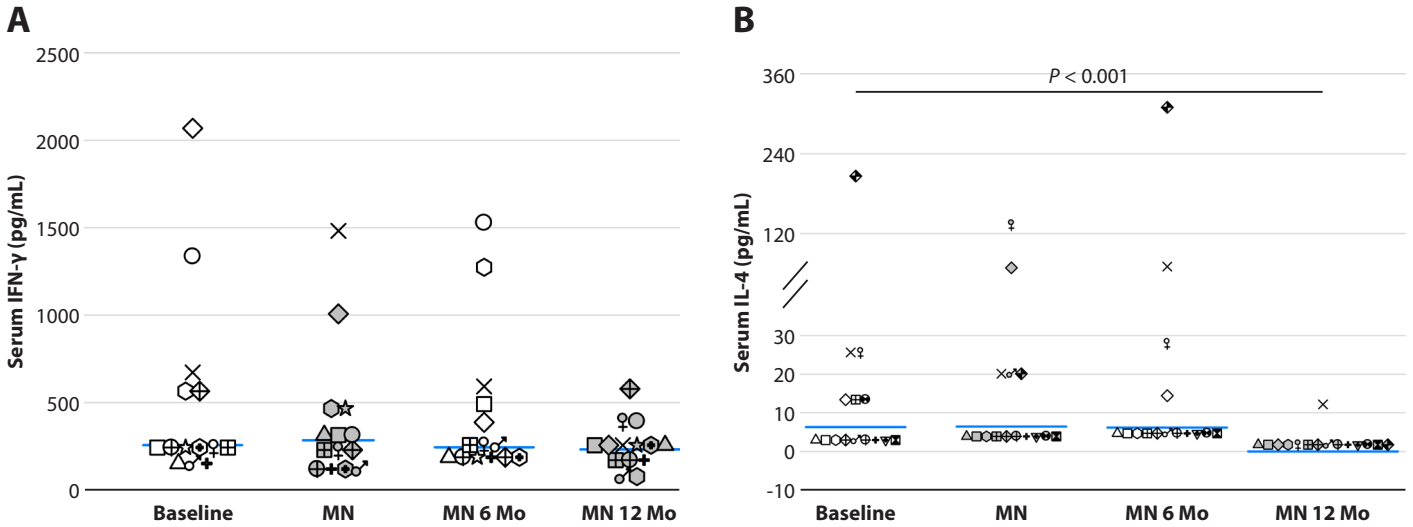 A
Serum IFN-γ (pg/mL)
2500
2000
1500
1000
500
0
Baseline
MN
MN 6 Mo
MN 12 Mo
B
Serum IL-4 (pg/mL)
360
240
120
30
20
10
0
-10
P < 0.001
Baseline
MN
MN 6 Mo
MN 12 Mo